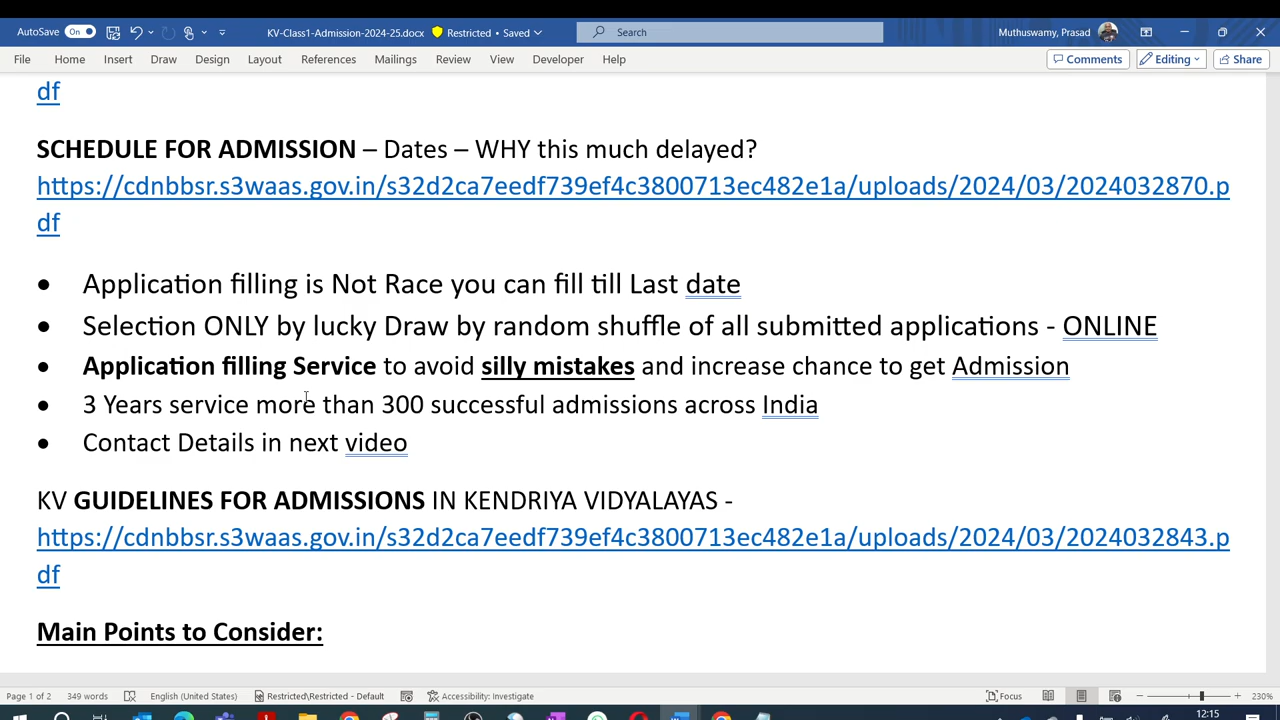 AutoSave On KV-Class1-Admission-2024-25.docx Restricted • Saved Search Muthuswamy, Prasad
File Home Insert Draw Design Layout References Mailings Review View Developer Help Comments Editing Share
df
SCHEDULE FOR ADMISSION – Dates – WHY this much delayed?
https://cdnbbsr.s3waas.gov.in/s32d2ca7eedf739ef4c3800713ec482e1a/uploads/2024/03/2024032870.p
df
• Application filling is Not Race you can fill till Last date
• Selection ONLY by lucky Draw by random shuffle of all submitted applications - ONLINE
• Application filling Service to avoid silly mistakes and increase chance to get Admission
• 3 Years service more than 300 successful admissions across India
• Contact Details in next video
KV GUIDELINES FOR ADMISSIONS IN KENDRIYA VIDYALAYAS -
https://cdnbbsr.s3waas.gov.in/s32d2ca7eedf739ef4c3800713ec482e1a/uploads/2024/03/2024032843.p
df
Main Points to Consider:
Page 1 of 2 349 words English (United States) Restricted\Restricted - Default Accessibility: Investigate Focus 230%
12:15